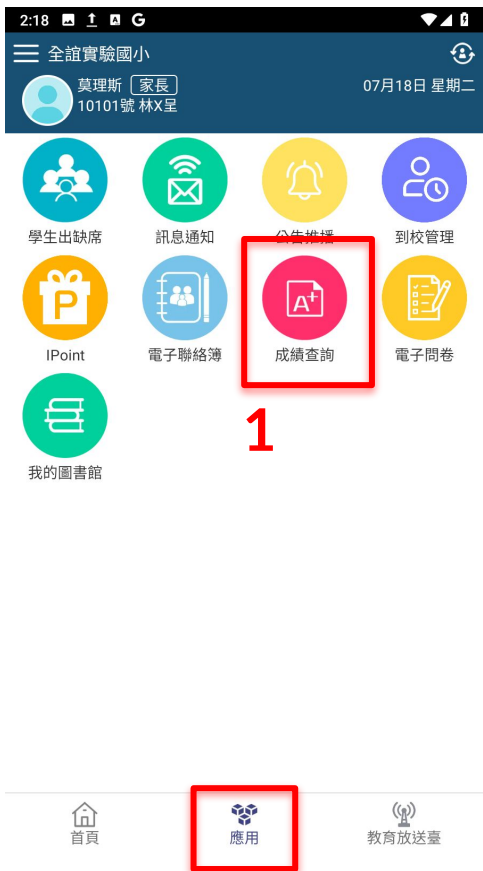 2:18 G
全誼實驗國小
莫理斯 家長
07月18日 星期二
10101號 林X呈
學生出缺席 訊息通知 公告推播 到校管理
P
A+
IPoint 電子聯絡簿 成績查詢 電子問卷
1
我的圖書館
首頁 應用 教育放送臺